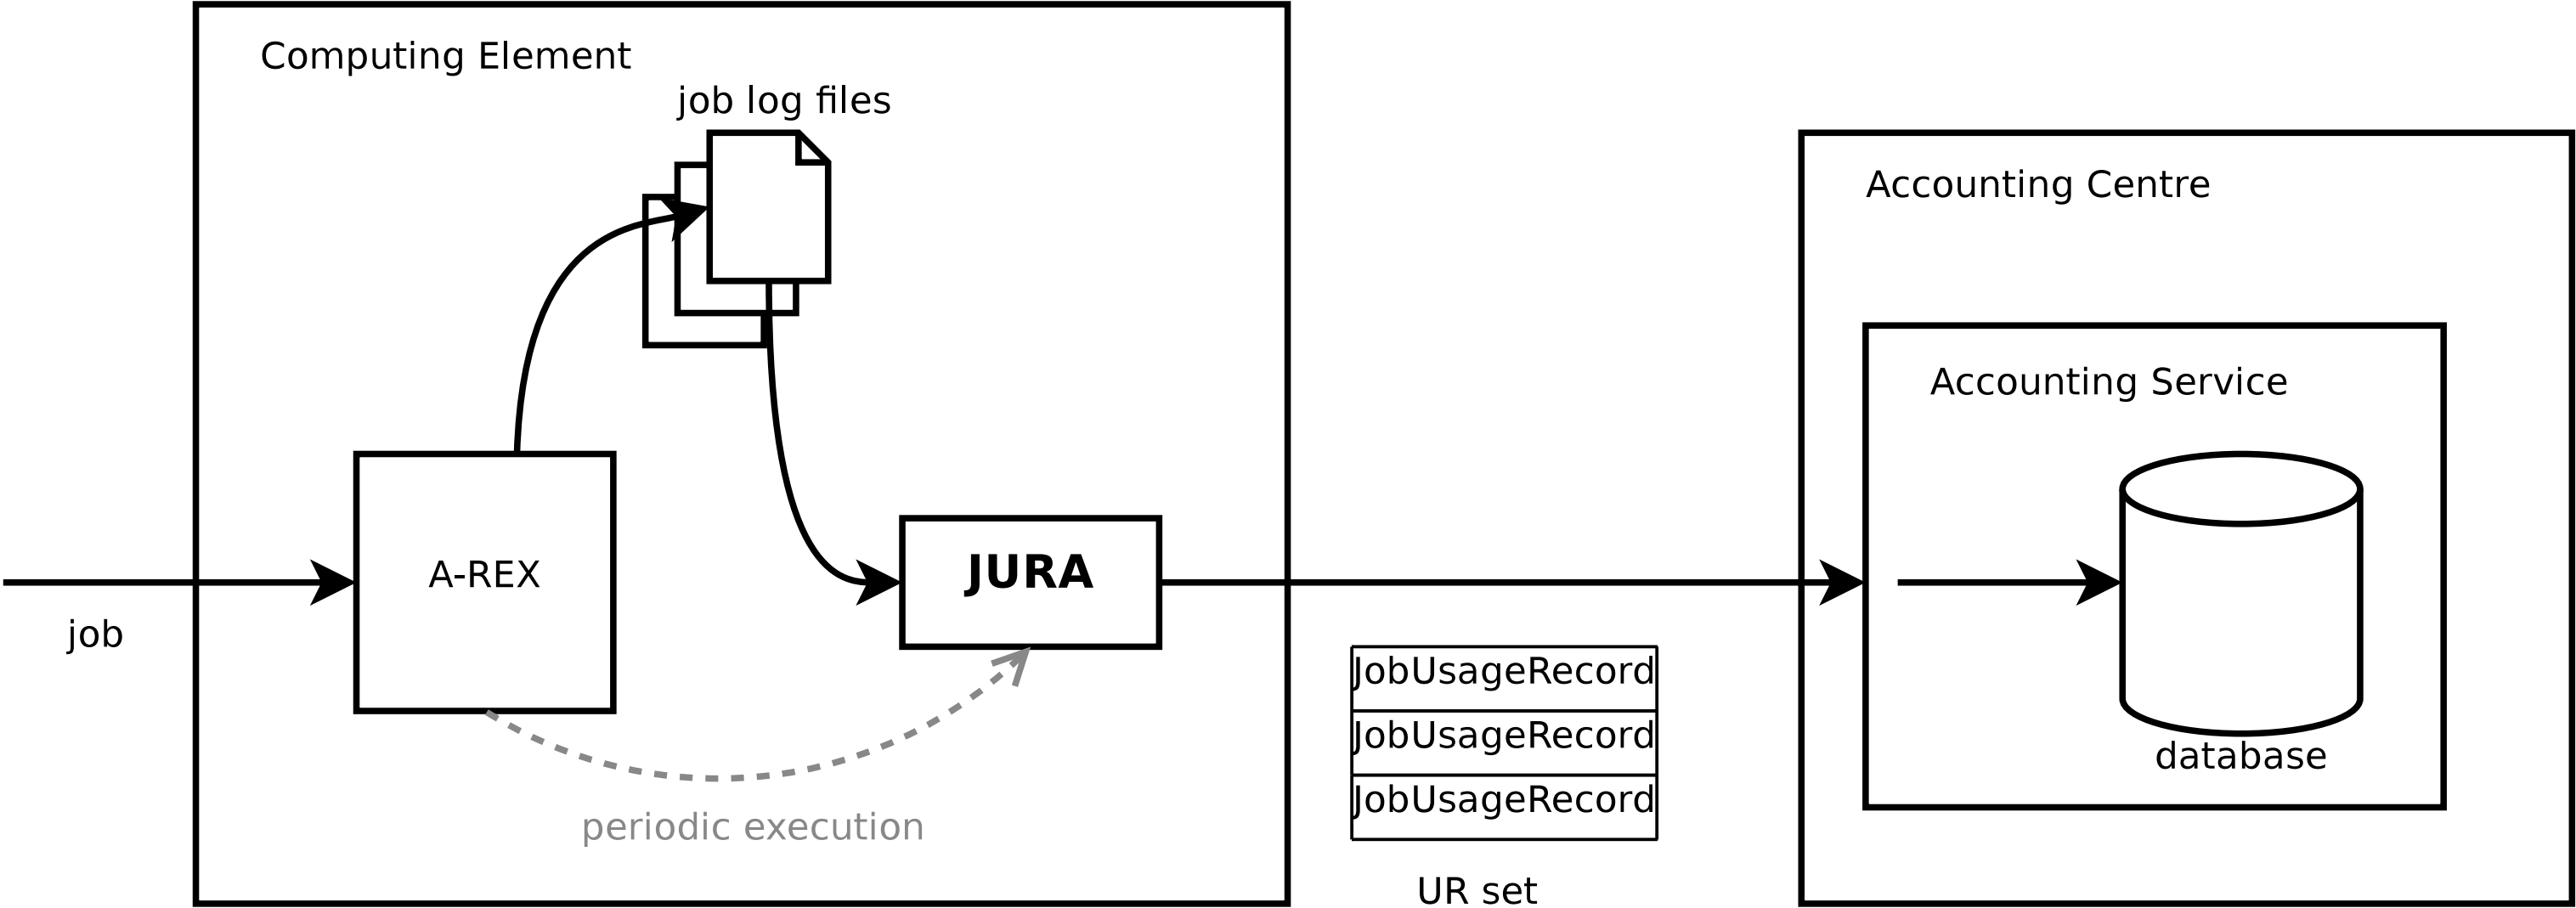 Computing Element
job log files
Accounting Centre
Accounting Service
A-REX
JURA
job
JobUsageRecord
JobUsageRecord
JobUsageRecord
database
periodic execution
UR set